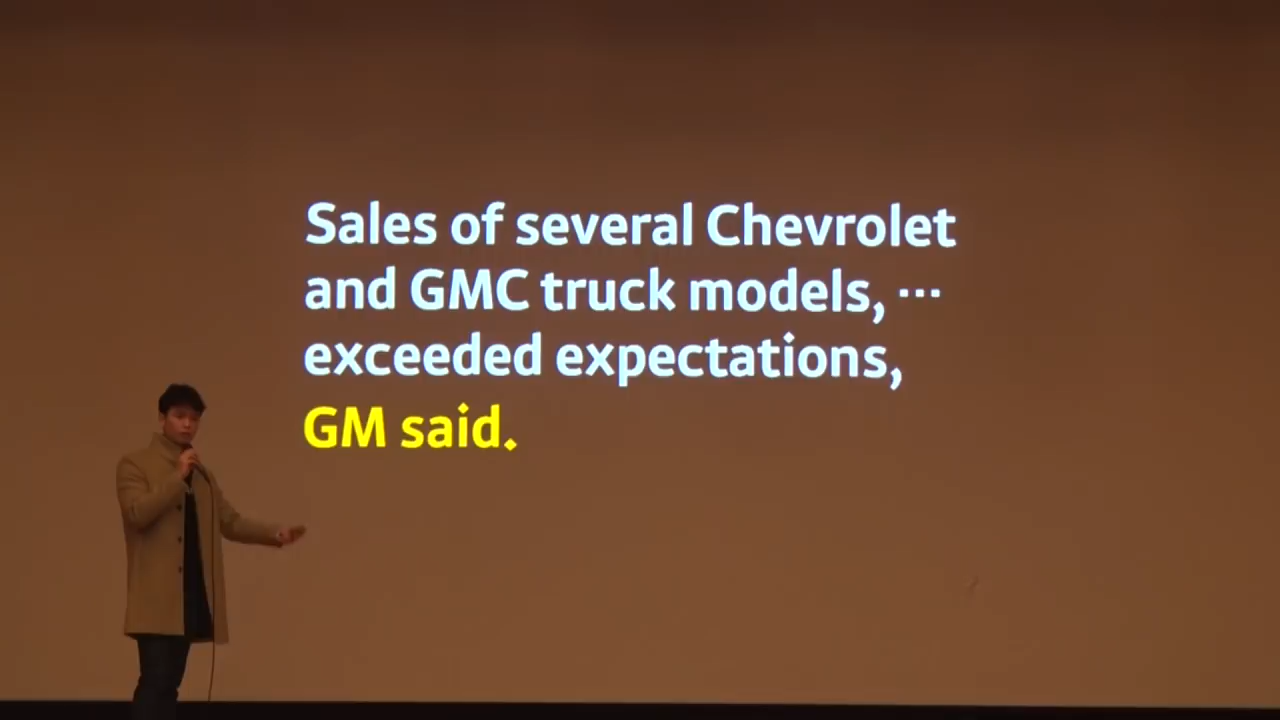 Sales of several Chevrolet
and GMC truck models, ···
exceeded expectations,
GM said.